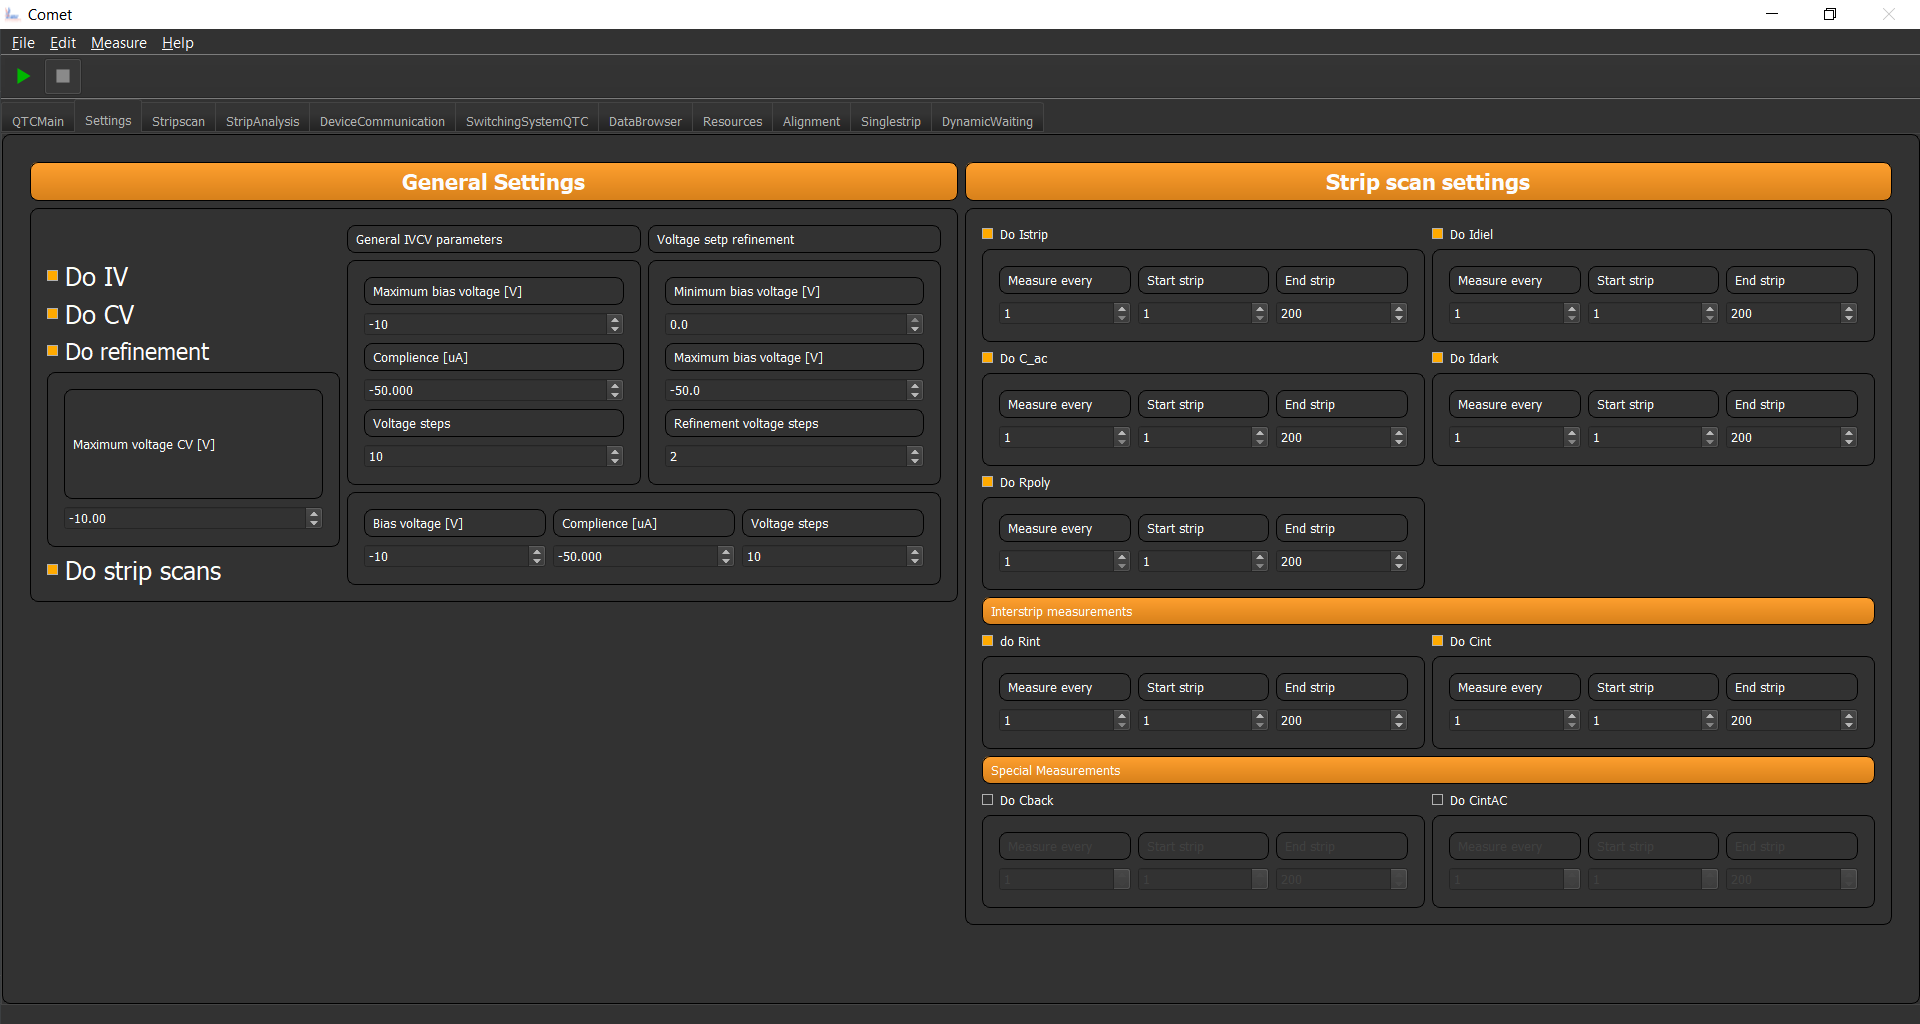 Comet
File Edit Measure Help
QTCMain Settings Stripscan StripAnalysis DeviceCommunication SwitchingSystemQTC DataBrowser Resources Alignment Singlestrip DynamicWaiting
General Settings
Do IV
Do CV
Do refinement
Maximum voltage CV [V]
-10.00
Do strip scans
General IVCV parameters
Maximum bias voltage [V]
-10
Complience [uA]
-50.000
Voltage steps
10
Voltage setp refinement
Minimum bias voltage [V]
0.0
Maximum bias voltage [V]
-50.0
Refinement voltage steps
2
Bias voltage [V] Complience [uA] Voltage steps
-10 -50.000 10
Strip scan settings
Do Istrip
Measure every Start strip End strip
1 1 200
Do Idiel
Measure every Start strip End strip
1 1 200
Do C_ac
Measure every Start strip End strip
1 1 200
Do Idark
Measure every Start strip End strip
1 1 200
Do Rpoly
Measure every Start strip End strip
1 1 200
Interstrip measurements
do Rint
Measure every Start strip End strip
1 1 200
Do Cint
Measure every Start strip End strip
1 1 200
Special Measurements
Do Cback
Measure every Start strip End strip
1 1 200
Do CintAC
Measure every Start strip End strip
1 1 200